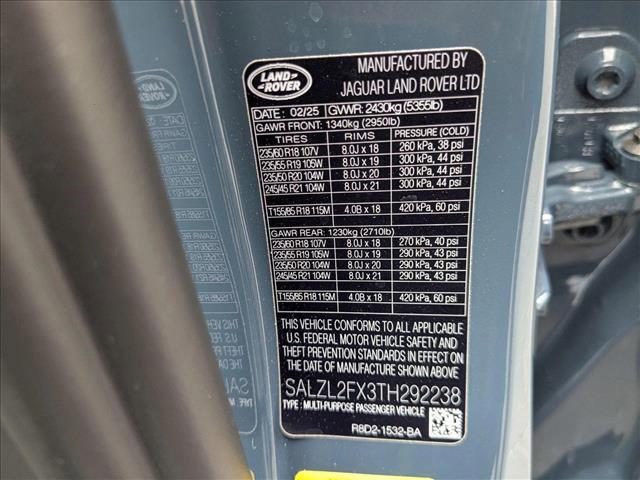 LAND-
-ROVER
MANUFACTURED BY
JAGUAR LAND ROVER LTD
DATE: 02/25 GVWR: 2430kg (5355lb)
GAWR FRONT: 1340kg (2950lb)
TIRES RIMS PRESSURE (COLD)
235/60 R18 107V 8.0J x 18 260 kPa, 38 psi
235/55 R19 105W 8.0J x 19 300 kPa, 44 psi
235/50 R20 104W 8.0J x 20 300 kPa, 44 psi
245/45 R21 104W 8.0J x 21 300 kPa, 44 psi
T155/85 R18 115M 4.0B x 18 420 kPa, 60 psi
GAWR REAR: 1230kg (2710lb)
235/60 R18 107V 8.0J x 18 270 kPa, 40 psi
235/55 R19 105W 8.0J x 19 290 kPa, 43 psi
235/50 R20 104W 8.0J x 20 290 kPa, 43 psi
245/45 R21 104W 8.0J x 21 290 kPa, 43 psi
T155/85 R18 115M 4.0B x 18 420 kPa, 60 psi
THIS VEHICLE CONFORMS TO ALL APPLICABLE
U.S. FEDERAL MOTOR VEHICLE SAFETY AND
THEFT PREVENTION STANDARDS IN EFFECT ON
THE DATE OF MANUFACTURE SHOWN ABOVE
SALZL2FX3TH292238
TYPE: MULTI-PURPOSE PASSENGER VEHICLE
R8D2-1532-BA